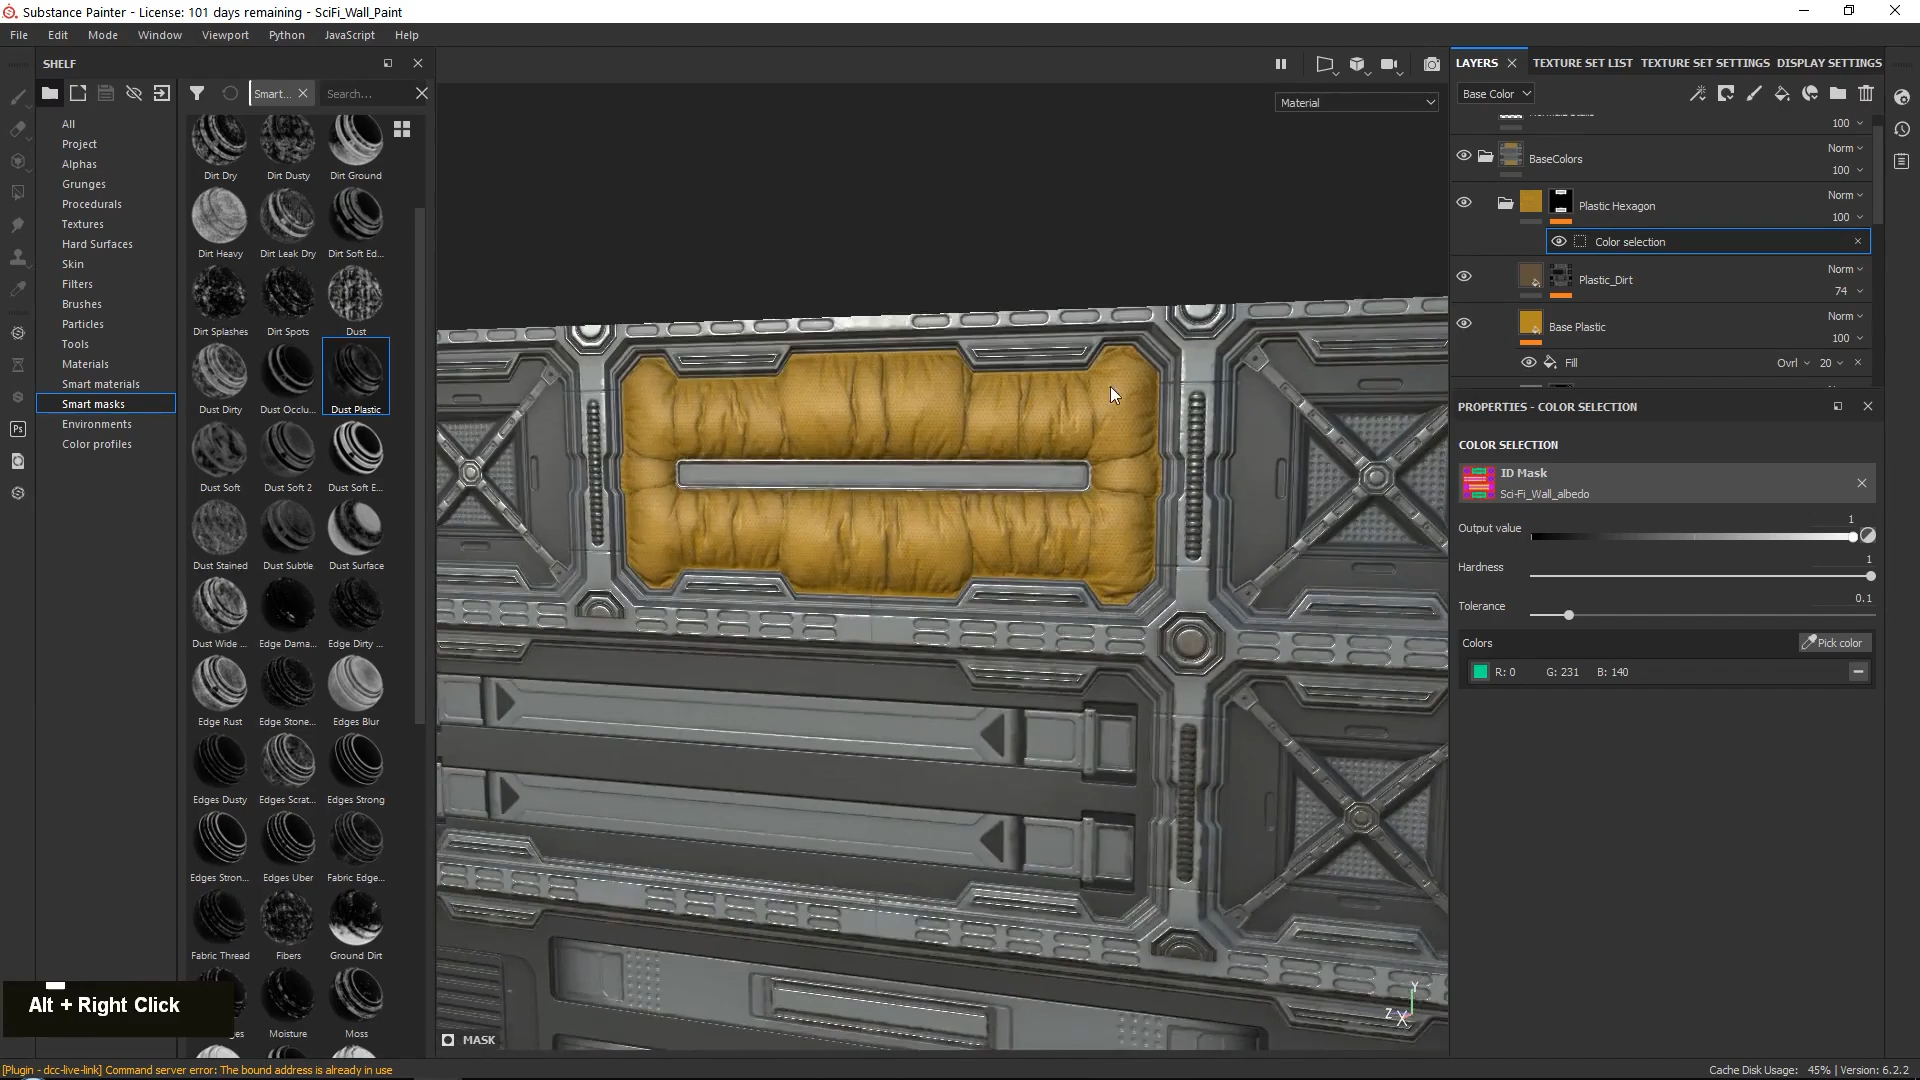 Substance Painter - License: 101 days remaining - SciFi_Wall_Paint
File Edit Mode Window Viewport Python JavaScript Help
SHELF
Smart...
Search...
All
Project
Alphas
Grunges
Procedurals
Textures
Hard Surfaces
Skin
Filters
Brushes
Particles
Tools
Materials
Smart materials
Smart masks
Environments
Color profiles
Dirt Dry Dirt Dusty Dirt Ground
Dirt Heavy Dirt Leak Dry Dirt Soft Ed...
Dirt Splashes Dirt Spots Dust
Dust Dirty Dust Occlu... Dust Plastic
Dust Soft Dust Soft 2 Dust Soft E...
Dust Stained Dust Subtle Dust Surface
Dust Wide ... Edge Dama... Edge Dirty ...
Edge Rust Edge Stone... Edges Blur
Edges Dusty Edges Scrat... Edges Strong
Edges Stron... Edges Uber Fabric Edge...
Fabric Thread Fibers Ground Dirt
Moisture Moss
Ps
Alt + Right Click
Material
MASK
Y
Z X
LAYERS TEXTURE SET LIST TEXTURE SET SETTINGS DISPLAY SETTINGS
Base Color
100
BaseColors Norm
100
Plastic Hexagon Norm
100
Color selection
Plastic_Dirt Norm
74
Base Plastic Norm
100
Fill Ovrl 20
PROPERTIES - COLOR SELECTION
COLOR SELECTION
ID Mask
Sci-Fi_Wall_albedo
Output value 1
Hardness 1
Tolerance 0.1
Colors Pick color
R: 0 G: 231 B: 140
[Plugin - dcc-live-link] Command server error: The bound address is already in use
Cache Disk Usage: 45% | Version: 6.2.2